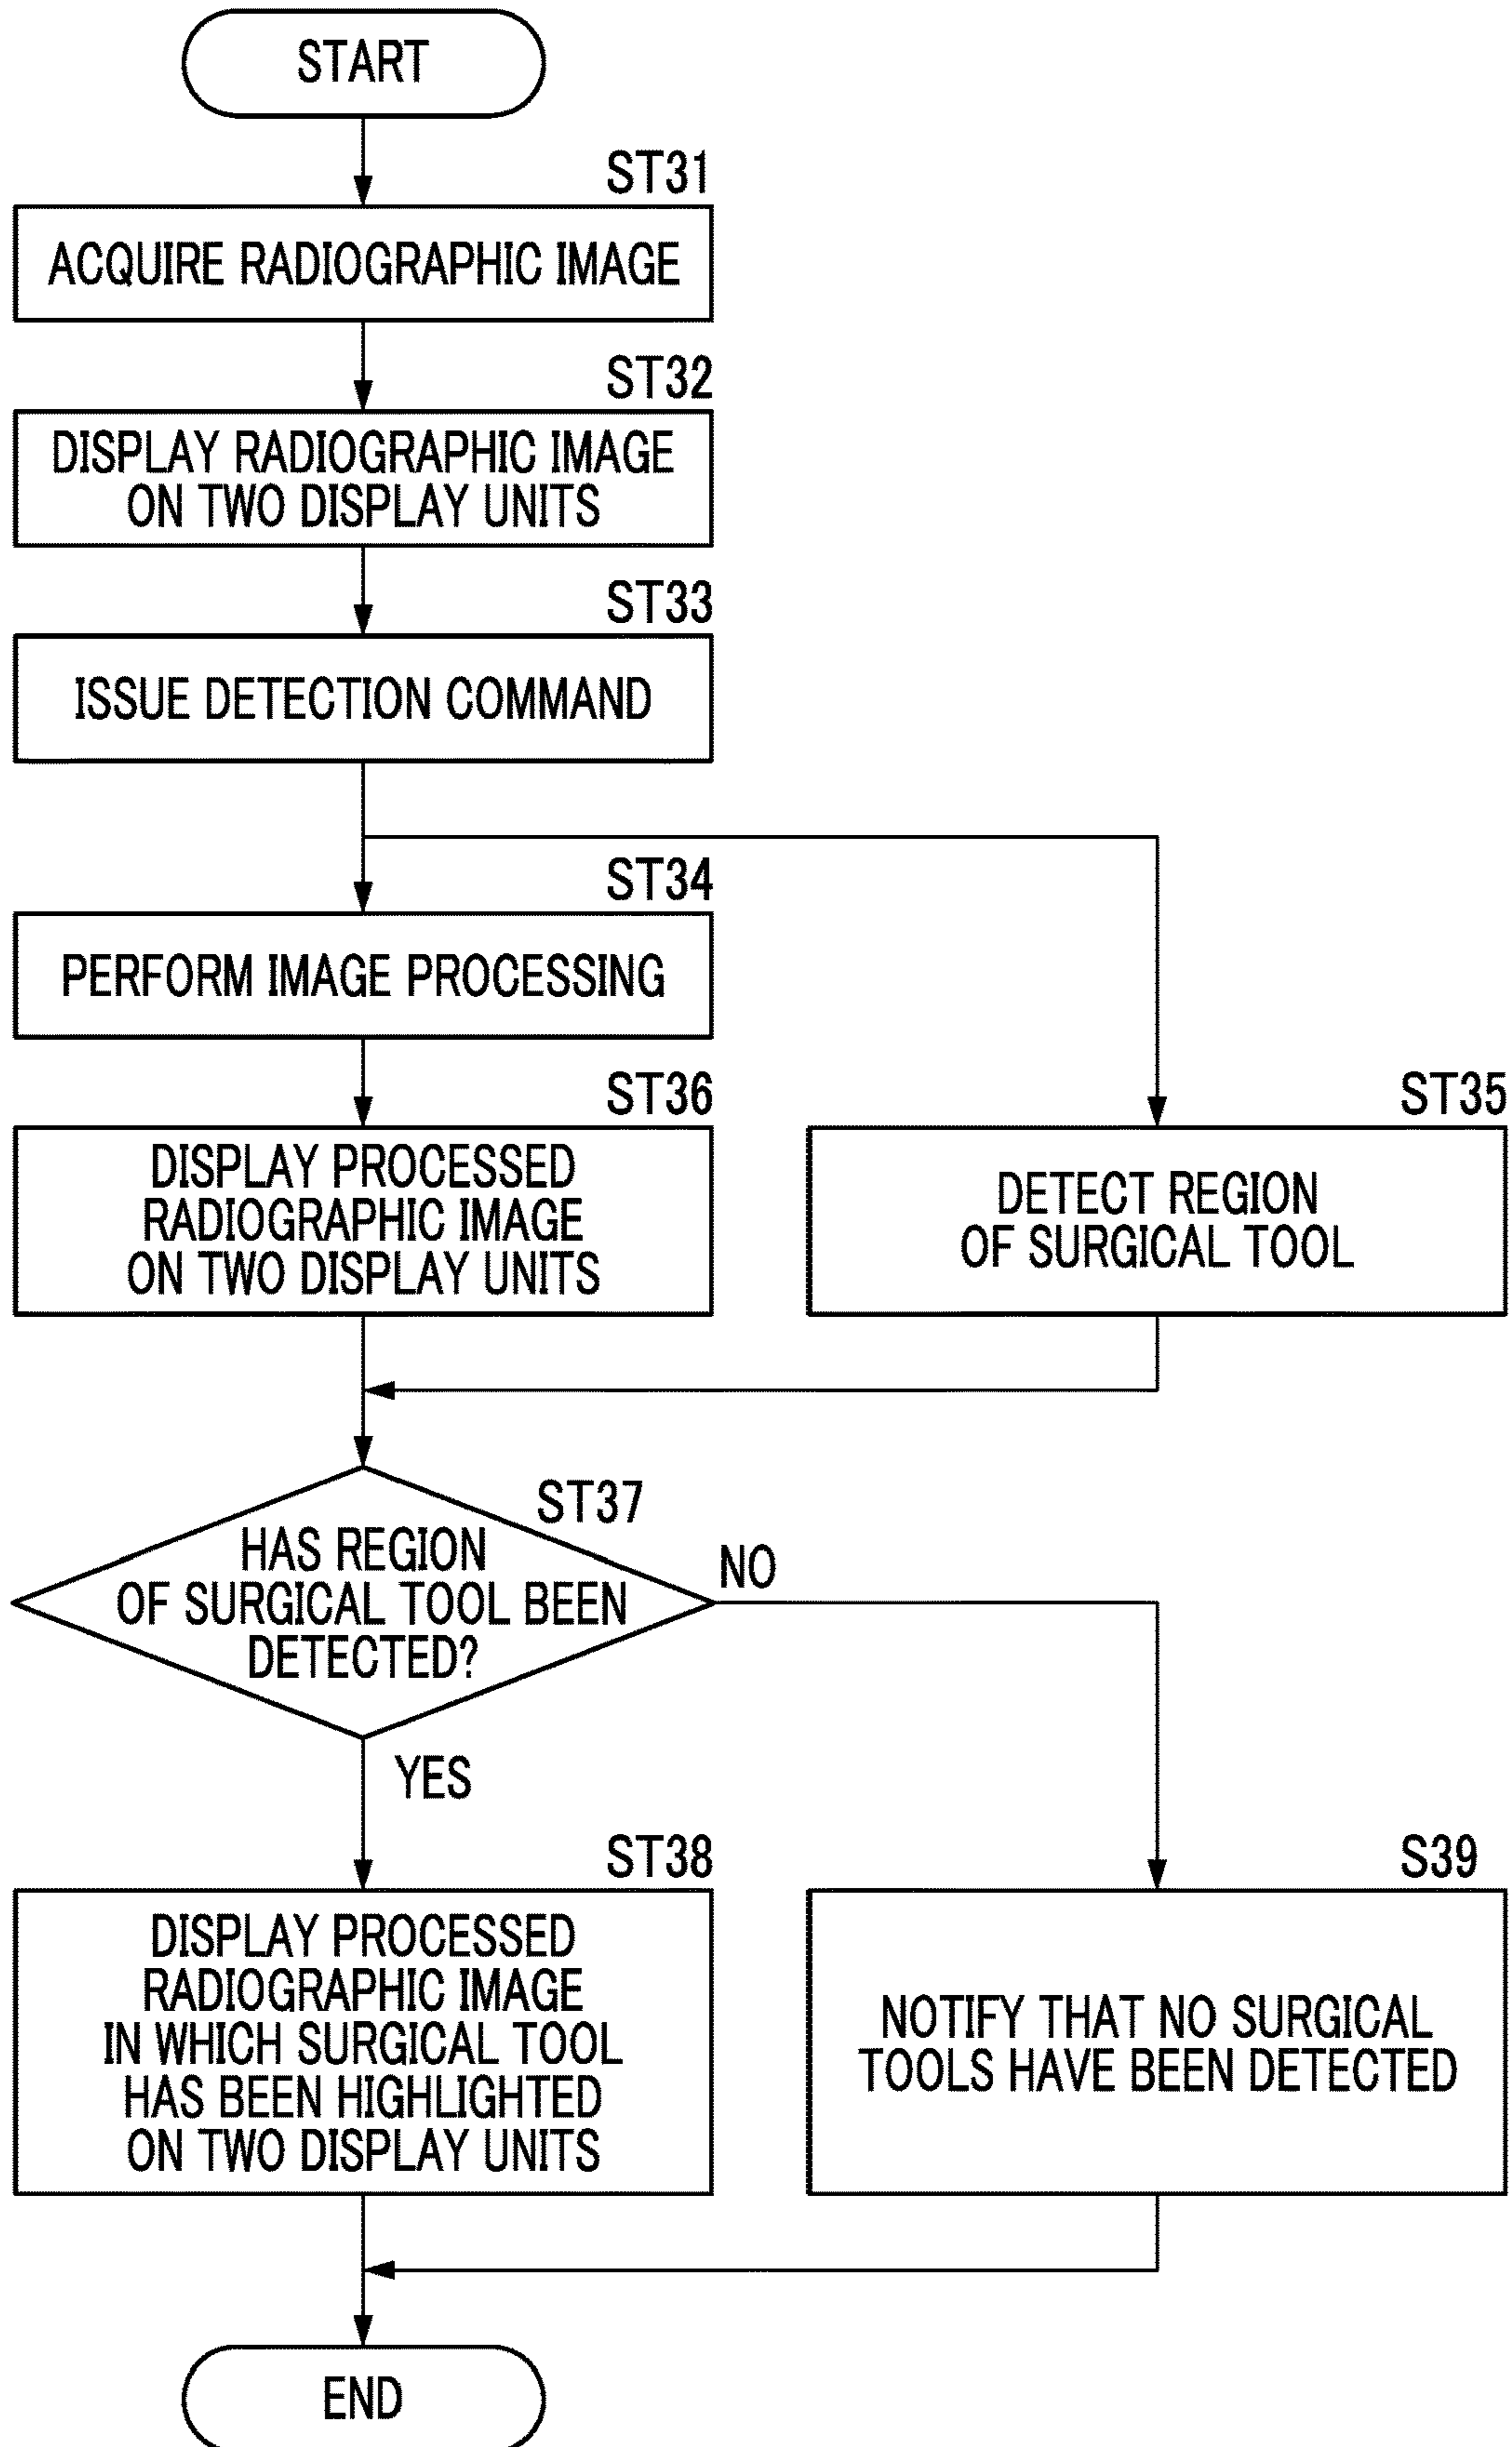 START
ST31
ACQUIRE RADIOGRAPHIC IMAGE
ST32
DISPLAY RADIOGRAPHIC IMAGE
ON TWO DISPLAY UNITS
ST33
ISSUE DETECTION COMMAND
ST34
PERFORM IMAGE PROCESSING
ST36
DISPLAY PROCESSED
RADIOGRAPHIC IMAGE
ON TWO DISPLAY UNITS
ST35
DETECT REGION
OF SURGICAL TOOL
ST37
HAS REGION
OF SURGICAL TOOL BEEN
DETECTED?
NO
YES
ST38
DISPLAY PROCESSED
RADIOGRAPHIC IMAGE
IN WHICH SURGICAL TOOL
HAS BEEN HIGHLIGHTED
ON TWO DISPLAY UNITS
S39
NOTIFY THAT NO SURGICAL
TOOLS HAVE BEEN DETECTED
END